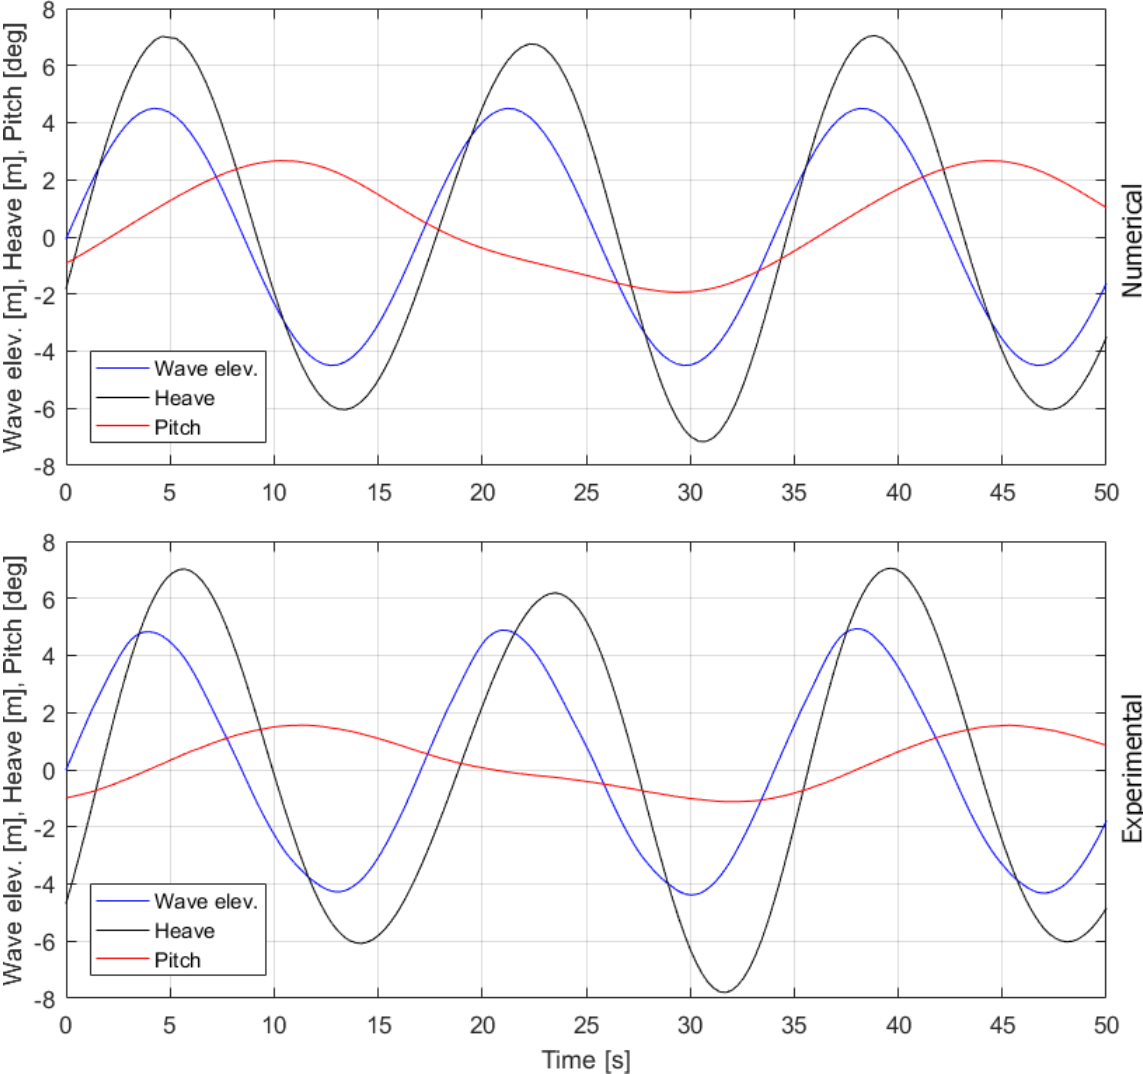 Wave elev. [m], Heave [m], Pitch [deg]
8
6
4
2
0
-2
-4
-6
-8
Wave elev.
Heave
Pitch
0 5 10 15 20 25 30 35 40 45 50
Numerical
Wave elev. [m], Heave [m], Pitch [deg]
8
6
4
2
0
-2
-4
-6
-8
Wave elev.
Heave
Pitch
0 5 10 15 20 25 30 35 40 45 50
Time [s]
Experimental